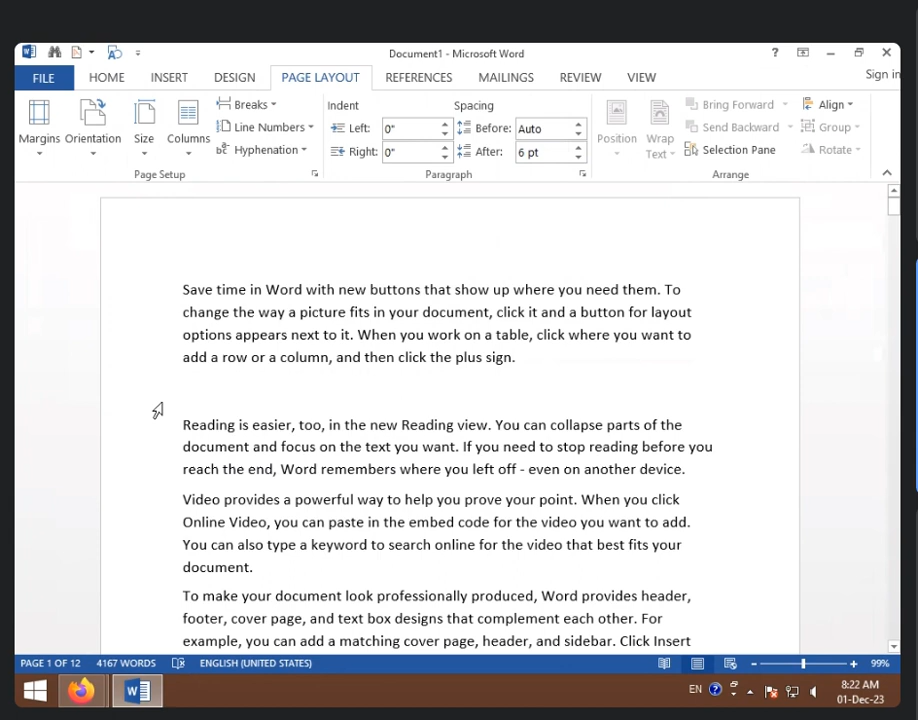 Document1 - Microsoft Word
?
Sign in
FILE HOME INSERT DESIGN PAGE LAYOUT REFERENCES MAILINGS REVIEW VIEW
Margins Orientation Size Columns
Breaks
Line Numbers
Hyphenation
Page Setup
Indent Spacing
Left: 0" Before: Auto
Right: 0" After: 6 pt
Paragraph
Position Wrap Text
Bring Forward Align
Send Backward Group
Selection Pane Rotate
Arrange
Save time in Word with new buttons that show up where you need them. To
change the way a picture fits in your document, click it and a button for layout
options appears next to it. When you work on a table, click where you want to
add a row or a column, and then click the plus sign.
Reading is easier, too, in the new Reading view. You can collapse parts of the
document and focus on the text you want. If you need to stop reading before you
reach the end, Word remembers where you left off - even on another device.
Video provides a powerful way to help you prove your point. When you click
Online Video, you can paste in the embed code for the video you want to add.
You can also type a keyword to search online for the video that best fits your
document.
To make your document look professionally produced, Word provides header,
footer, cover page, and text box designs that complement each other. For
example, you can add a matching cover page, header, and sidebar. Click Insert
PAGE 1 OF 12 4167 WORDS ENGLISH (UNITED STATES) 99%
EN 8:22 AM
01-Dec-23